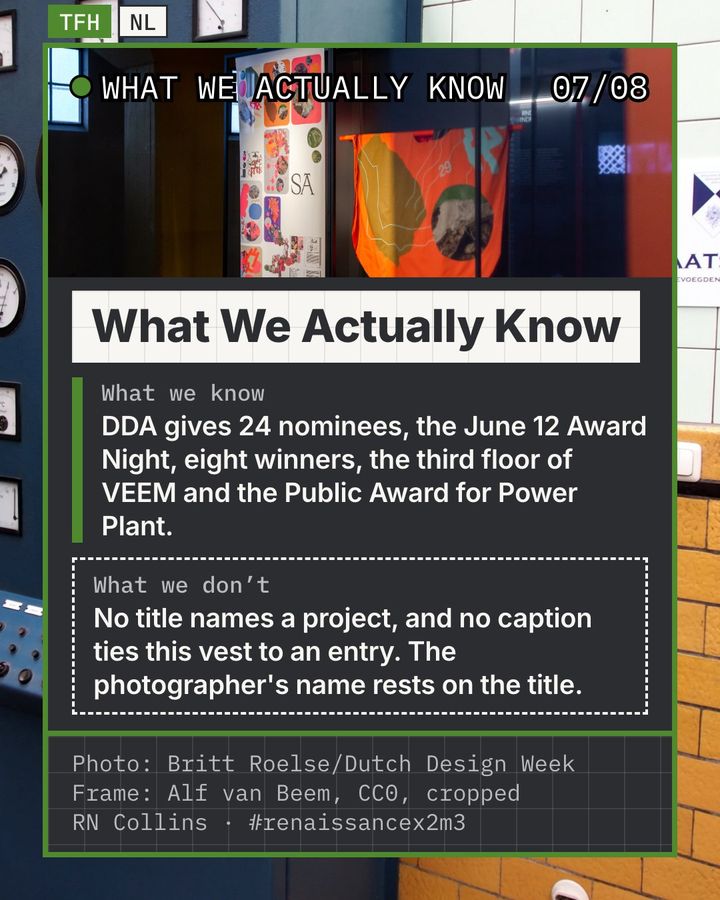 TFH NL
WHAT WE ACTUALLY KNOW 07/08
SA
29
What We Actually Know
What we know
DDA gives 24 nominees, the June 12 Award
Night, eight winners, the third floor of
VEEM and the Public Award for Power
Plant.
What we don’t
No title names a project, and no caption
ties this vest to an entry. The
photographer's name rests on the title.
Photo: Britt Roelse/Dutch Design Week
Frame: Alf van Beem, CC0, cropped
RN Collins · #renaissancex2m3